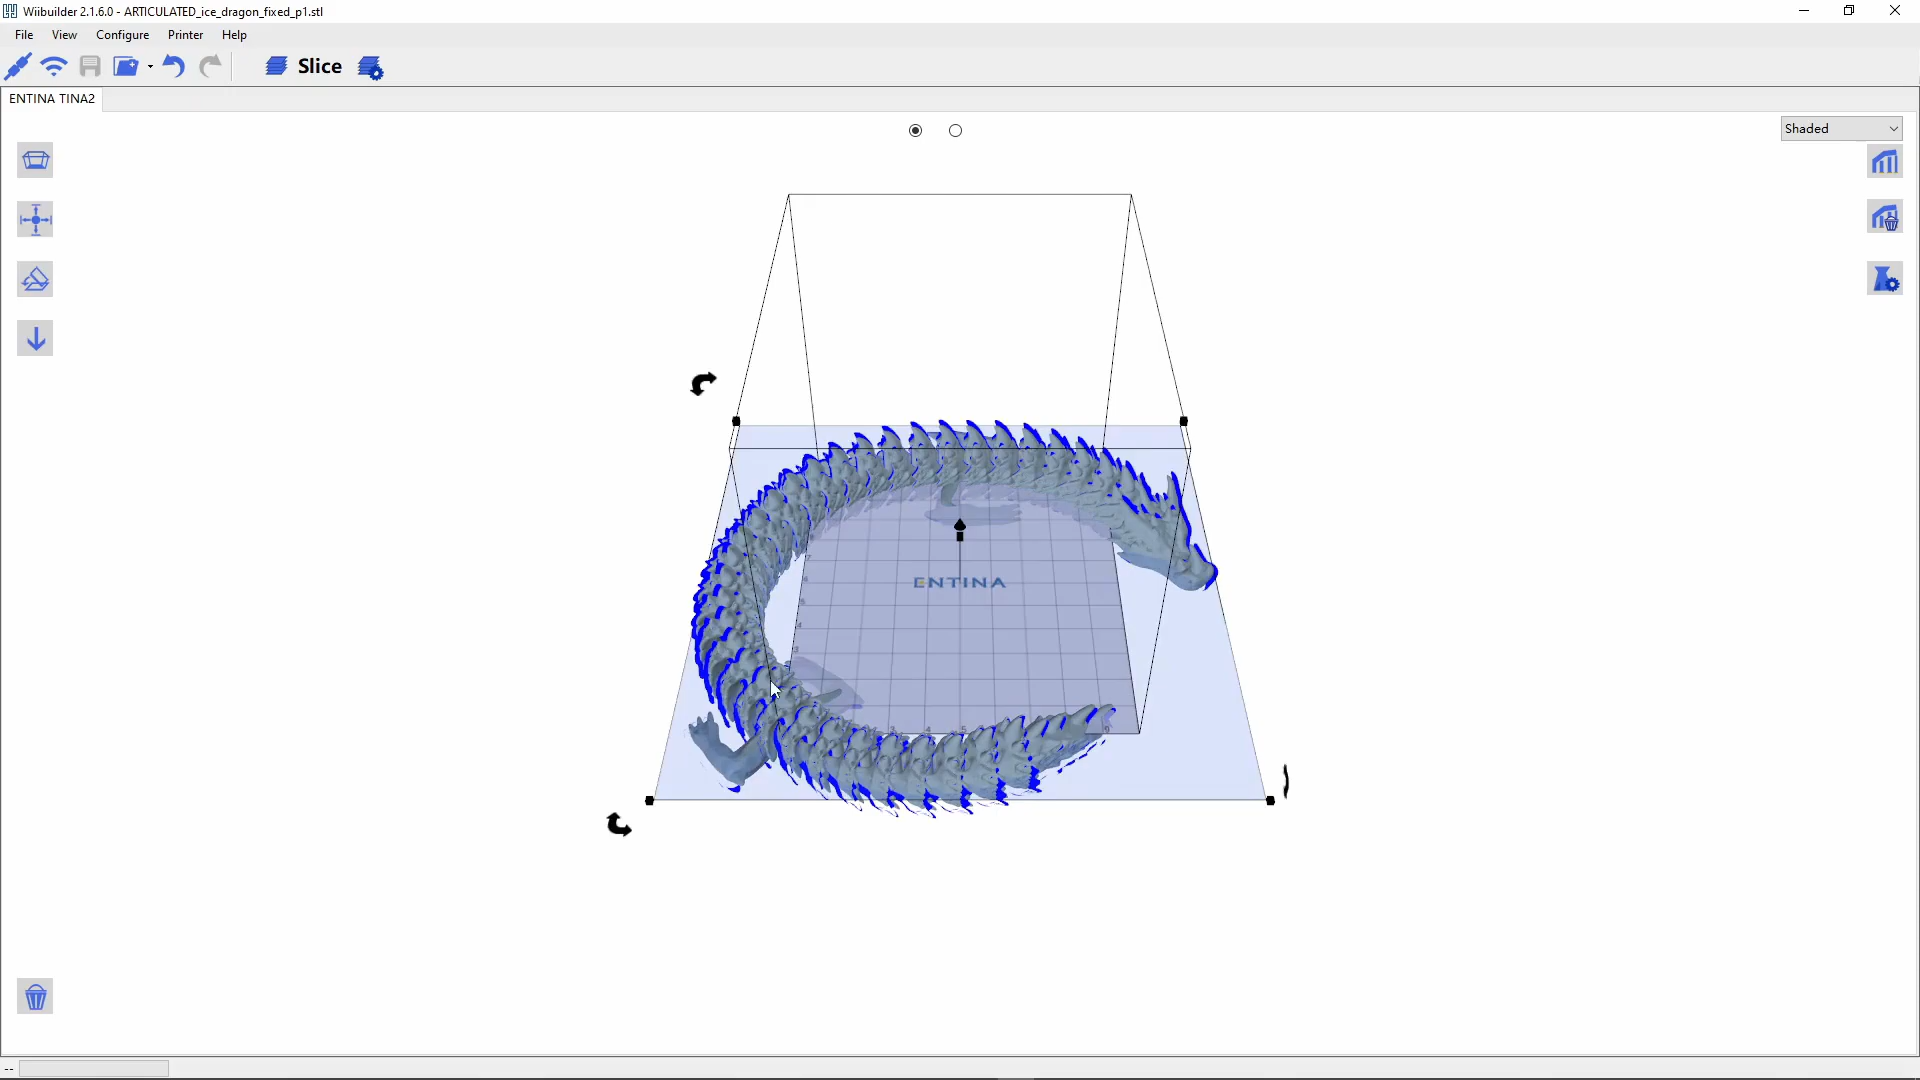 Wiibuilder 2.1.6.0 - ARTICULATED_ice_dragon_fixed_p1.stl
File View Configure Printer Help
Slice
ENTINA TINA2
Shaded
ENTINA
--